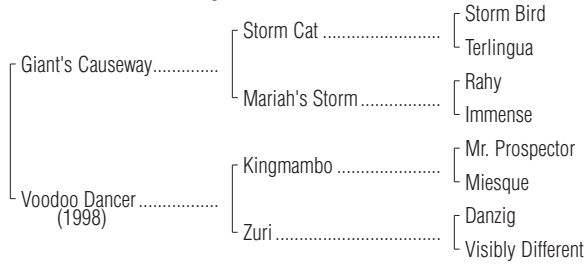 Storm Bird
Storm Cat ......................
Terlingua
Giant's Causeway..............
Rahy
Mariah's Storm ................
Immense
Mr. Prospector
Kingmambo ....................
Miesque
Voodoo Dancer .................
(1998)
Danzig
Zuri ..................................
Visibly Different